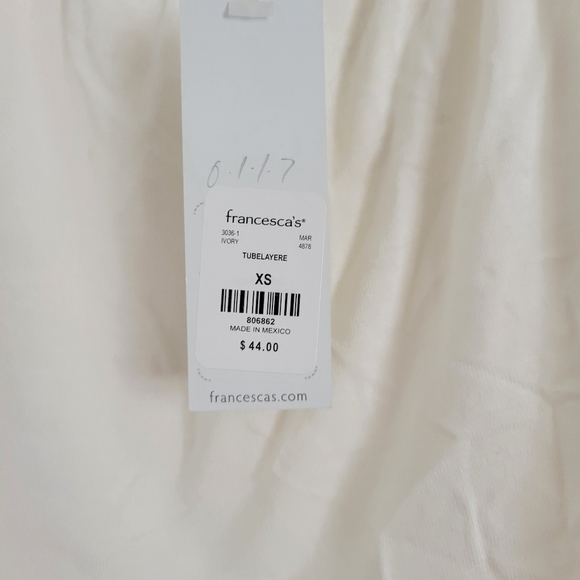 6.1.1.7
francesca's®
3036-1 MAR
IVORY 4878
TUBELAYERE
XS
806862
MADE IN MEXICO
$ 44.00
francescas.com